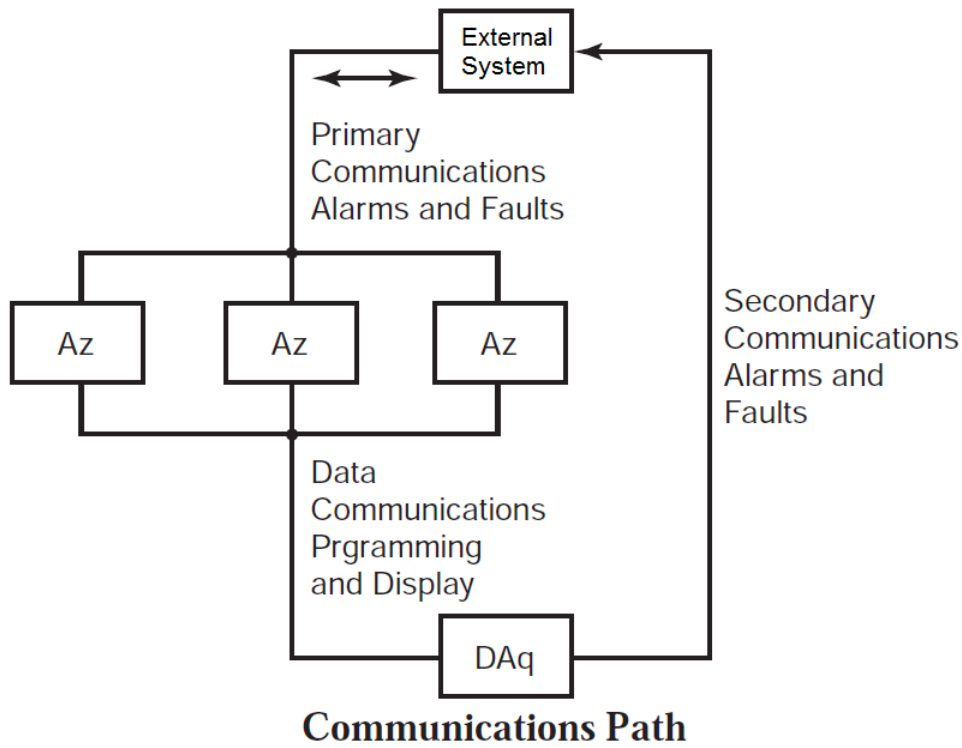 External
System
Primary
Communications
Alarms and Faults
Az
Az
Az
Secondary
Communications
Alarms and
Faults
Data
Communications
Prgramming
and Display
DAq
Communications Path